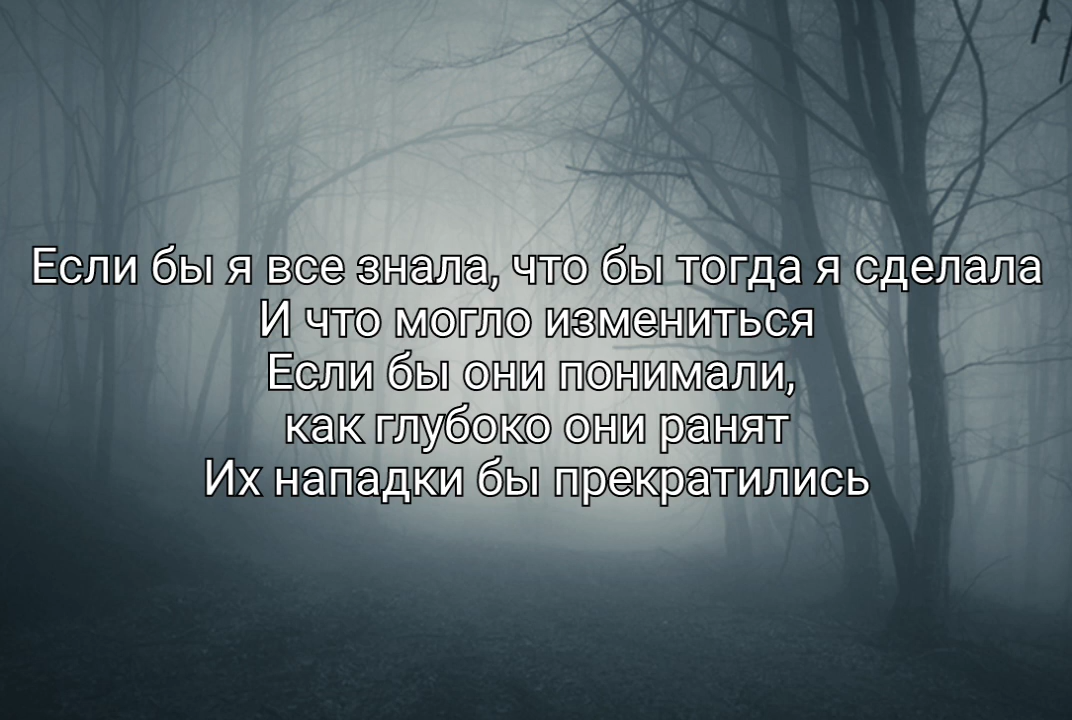 Если бы я все знала, что бы тогда я сделала
И что могло измениться
Если бы они понимали,
как глубоко они ранят
Их нападки бы прекратились